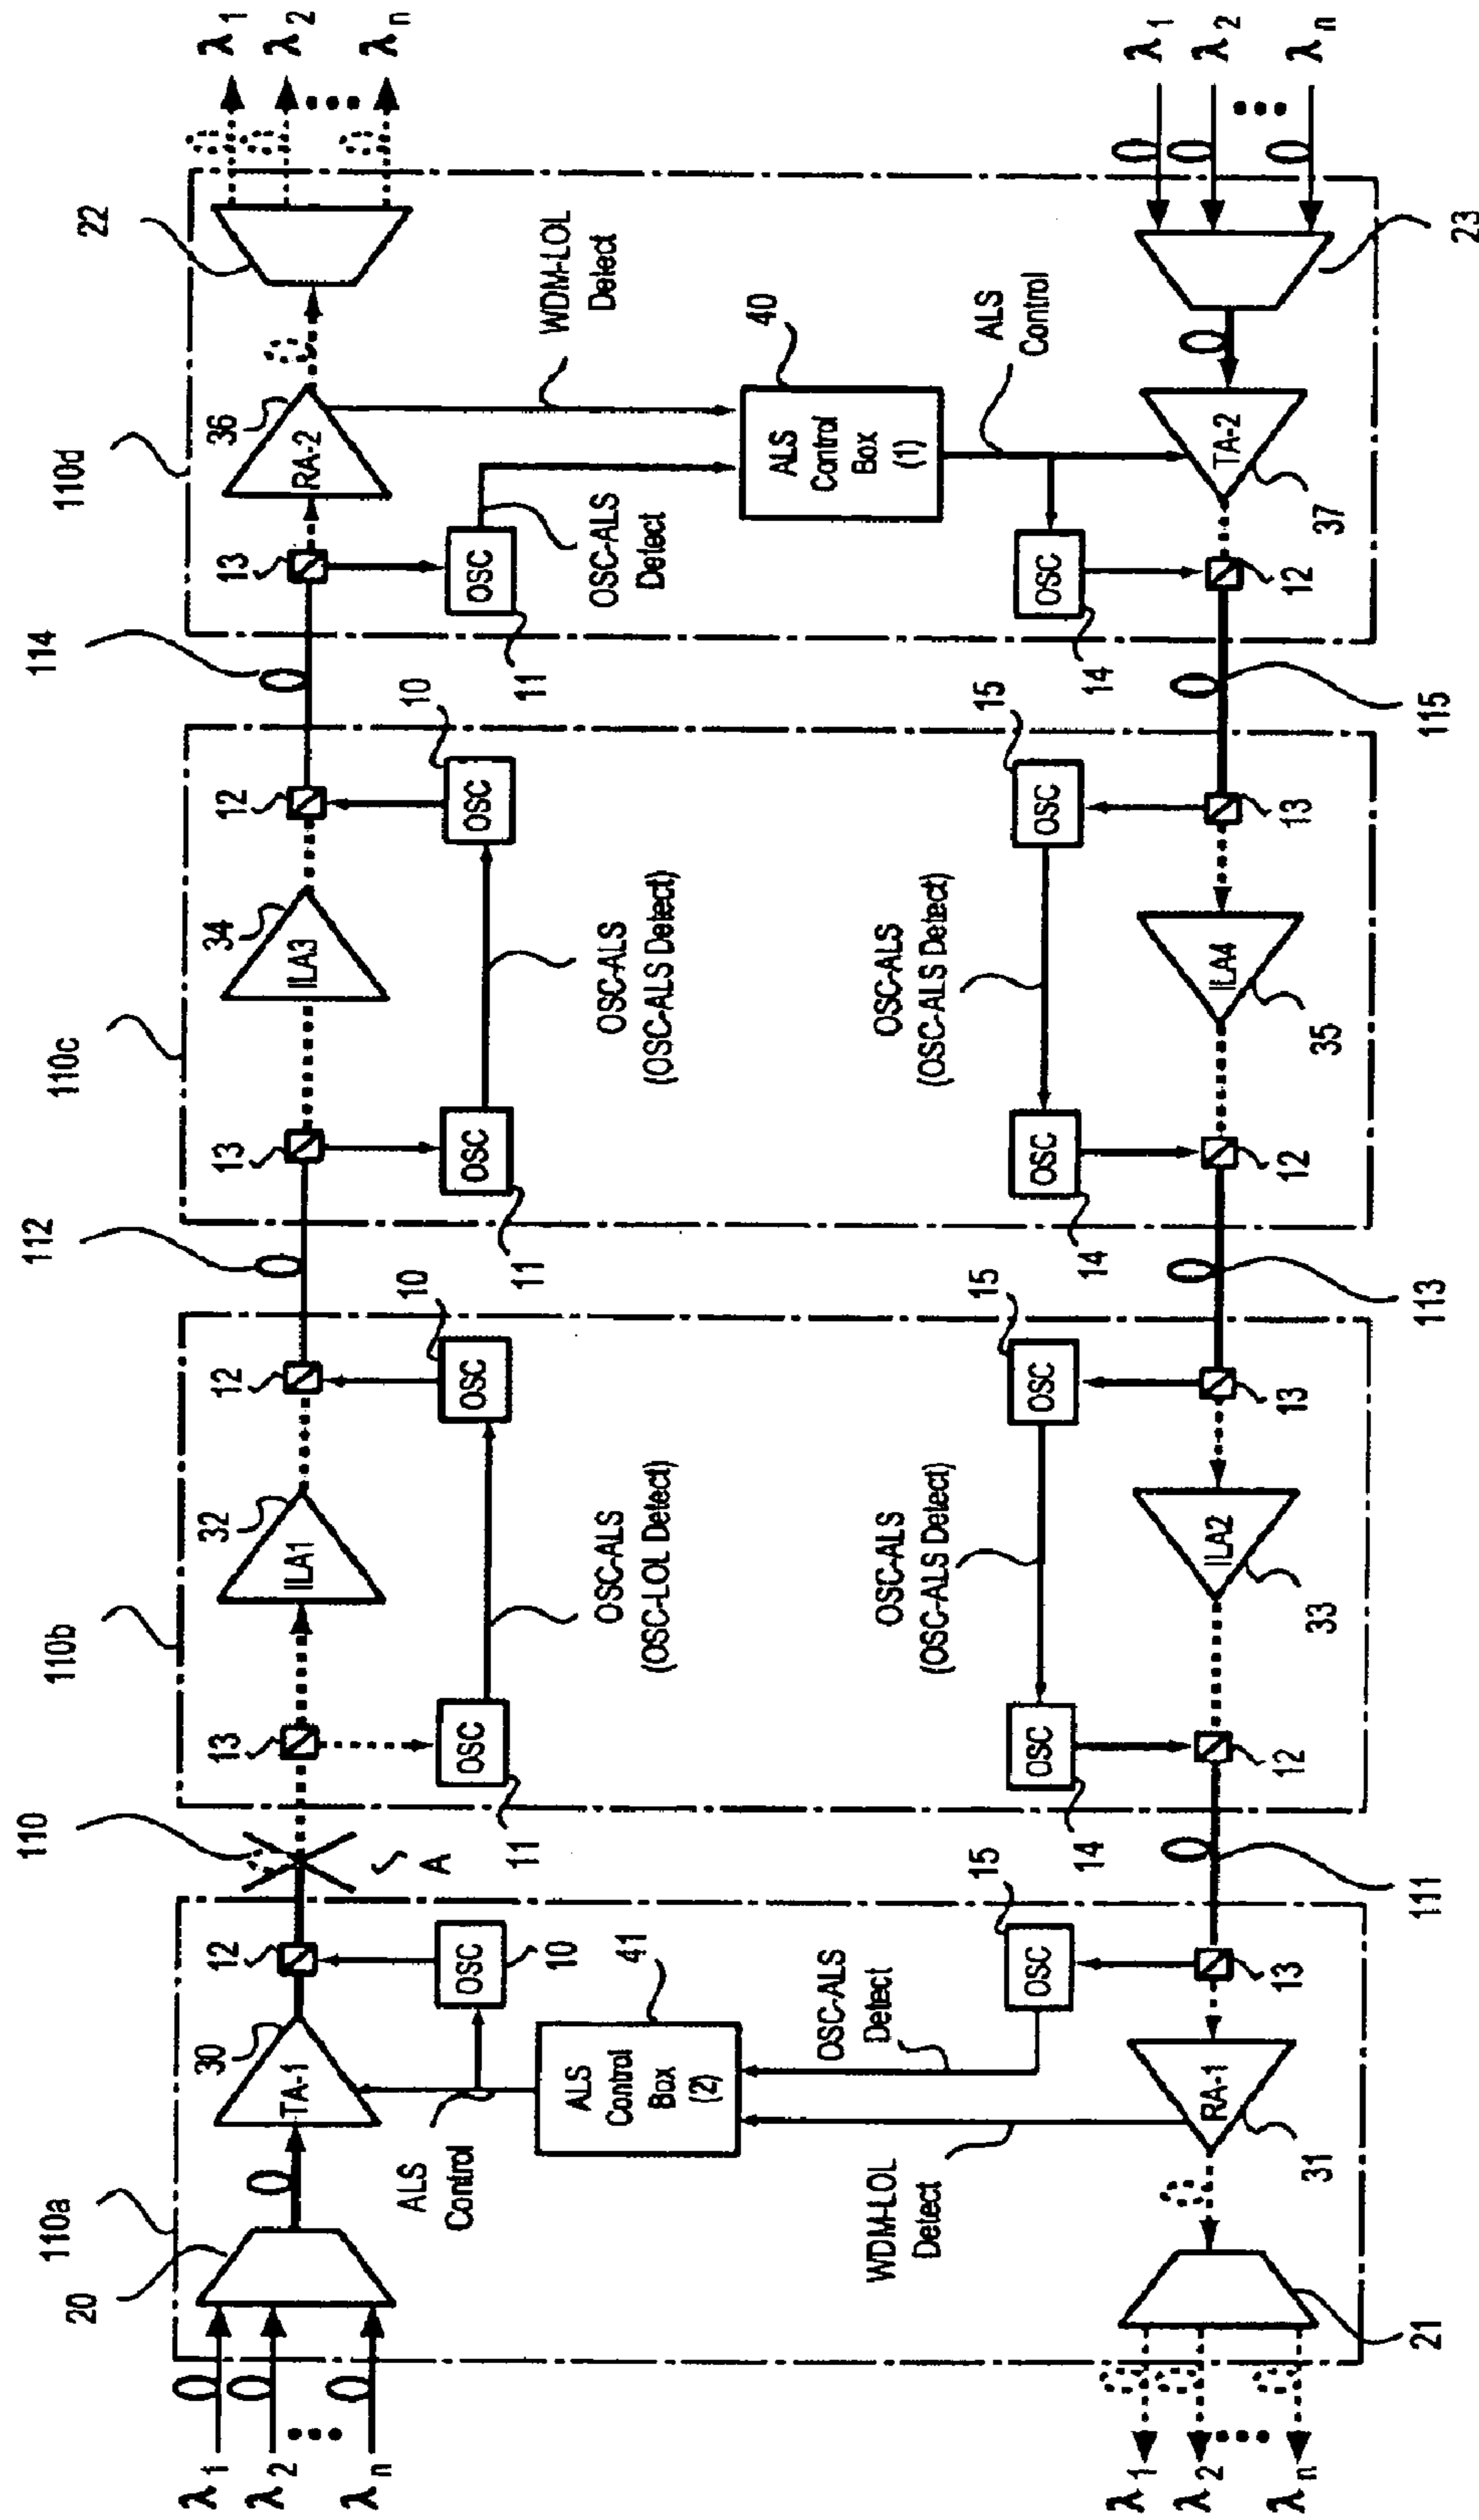 λ1
λ2
λn
20
110a
TA-1
30
12
OSC
10
ALS
Control
ALS
Control
Box
(2)
41
OSC-ALS
Detect
WDM-LOL
Detect
OSC
15
13
RA-1
31
21
111
λ1
λ2
λn
110
A
110b
13
OSC
11
ILA1
32
12
OSC
10
OSC-ALS
(OSC-LOL Detect)
OSC-ALS
(OSC-ALS Detect)
OSC
14
12
ILA2
33
OSC
15
13
112
113
110c
13
OSC
11
ILA3
34
12
OSC
10
OSC-ALS
(OSC-ALS Detect)
OSC-ALS
(OSC-ALS Detect)
OSC
14
12
ILA4
35
OSC
15
13
114
115
110d
13
OSC
11
RA-2
36
22
OSC-ALS
Detect
WDM-LOL
Detect
ALS
Control
Box
(1)
40
ALS
Control
OSC
14
12
TA-2
37
23
λ1
λ2
λn
λ1
λ2
λn